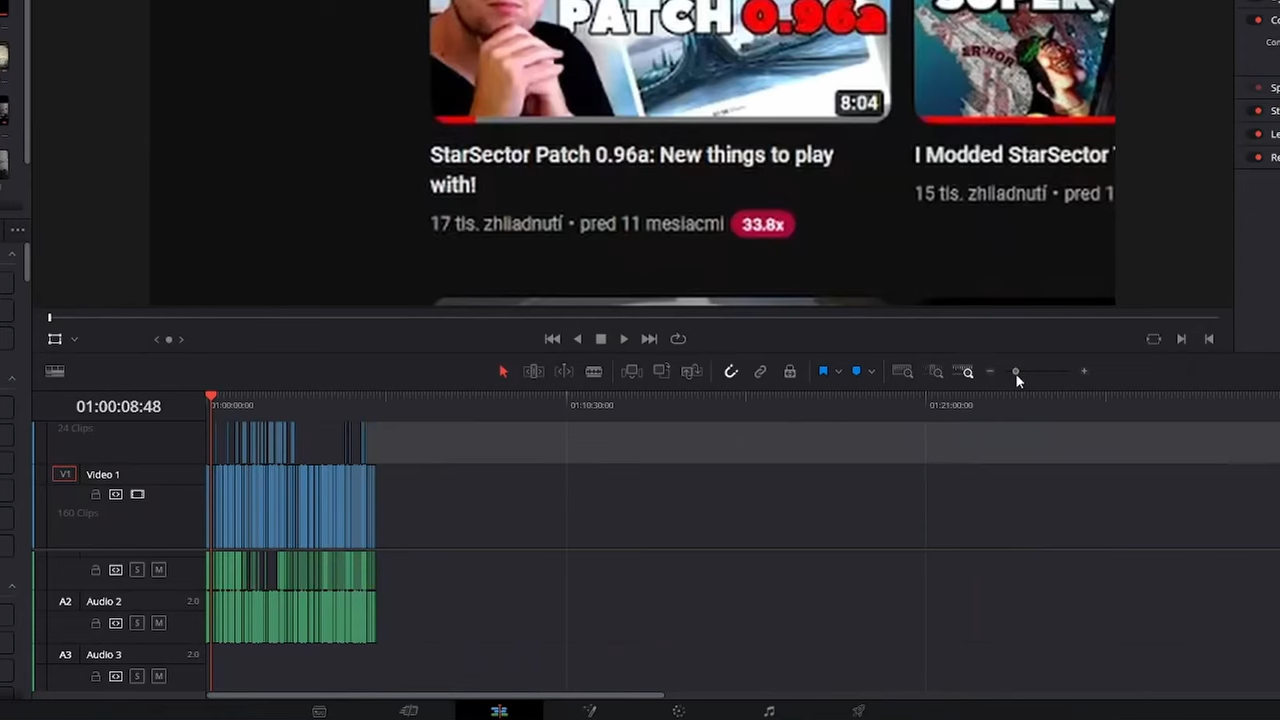 PATCH 0.96a
SUPER
ERROR
8:04
StarSector Patch 0.96a: New things to play
with!
17 tis. zhliadnutí • pred 11 mesiacmi 33.8x
I Modded StarSector
15 tis. zhliadnutí • pred 1
01:00:08:48
01:00:00:00
01:10:30:00
01:21:00:00
24 Clips
V1 Video 1
160 Clips
S M
A2 Audio 2 2.0
S M
A3 Audio 3 2.0
S M